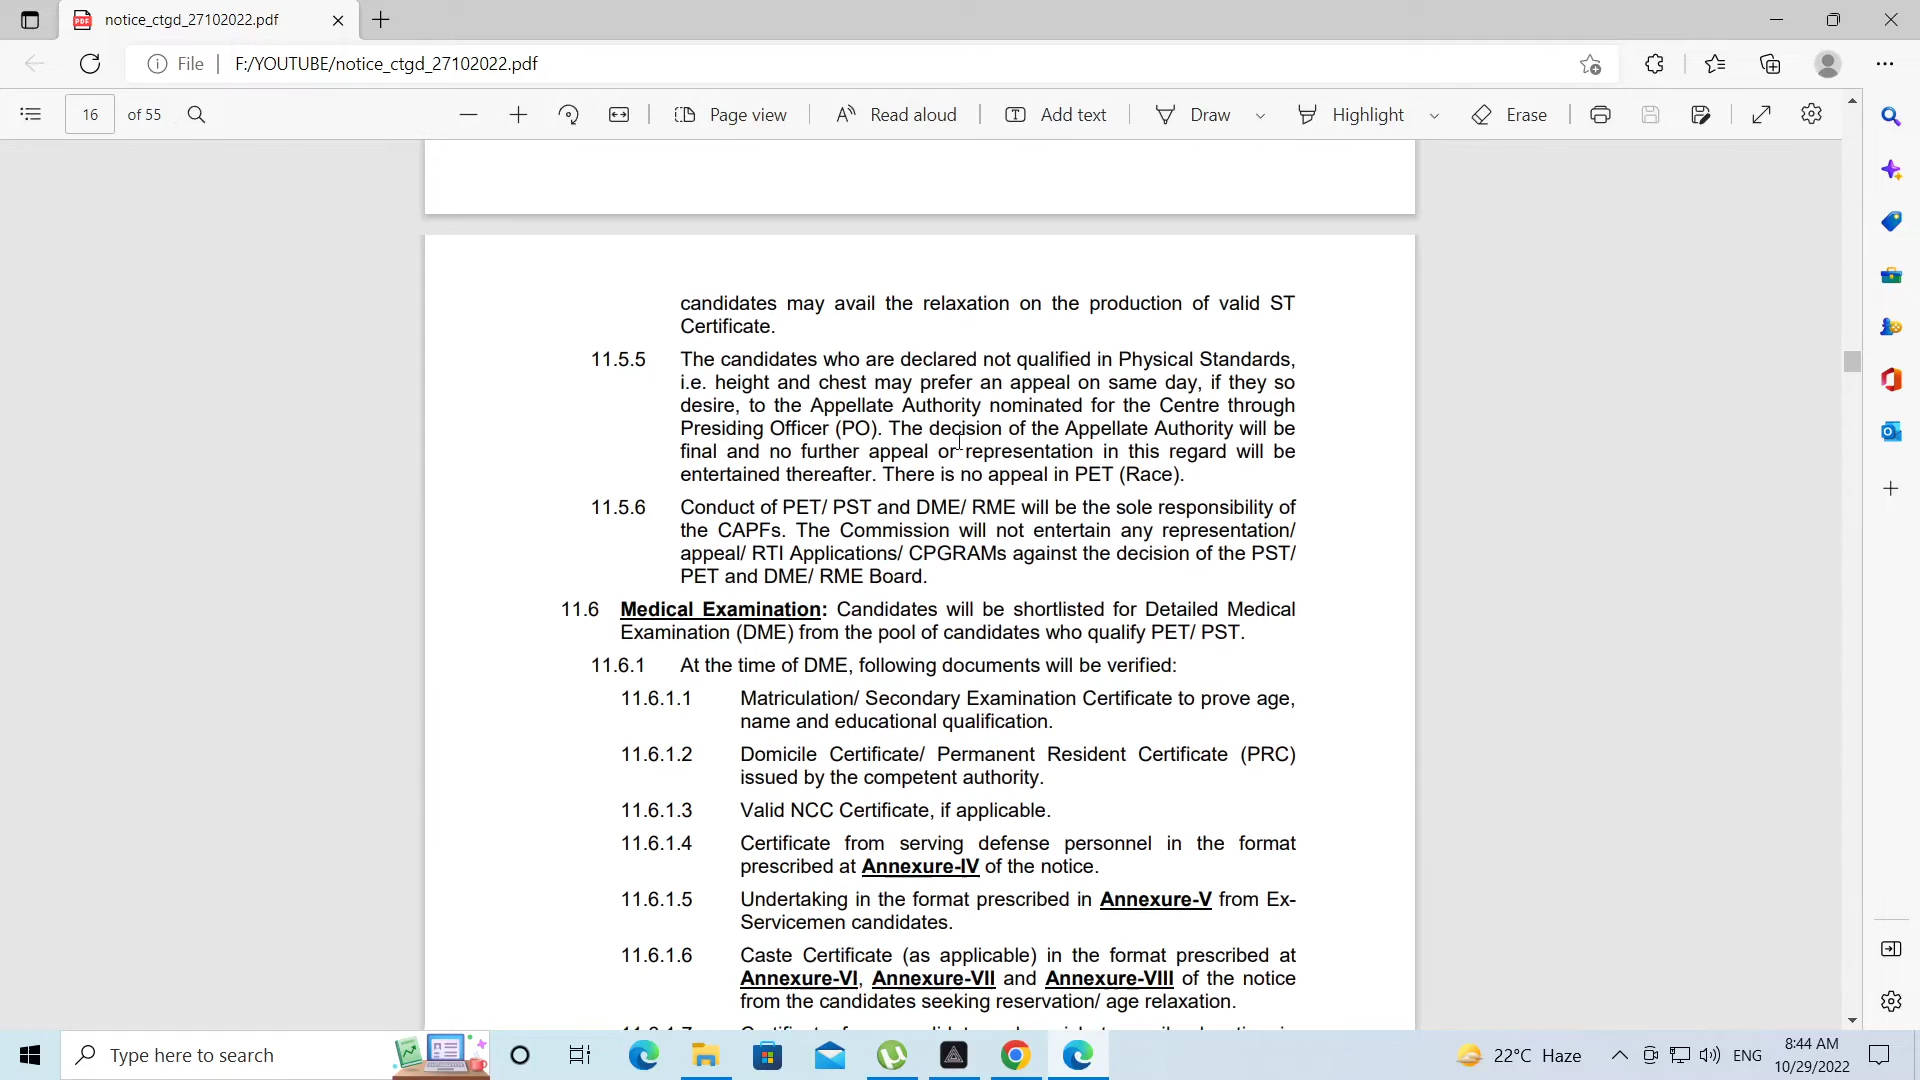 notice_ctgd_27102022.pdf
File
F:/YOUTUBE/notice_ctgd_27102022.pdf
16 of 55
Page view
Read aloud
Add text
Draw
Highlight
Erase
candidates may avail the relaxation on the production of valid ST
Certificate.
11.5.5 The candidates who are declared not qualified in Physical Standards,
i.e. height and chest may prefer an appeal on same day, if they so
desire, to the Appellate Authority nominated for the Centre through
Presiding Officer (PO). The decision of the Appellate Authority will be
final and no further appeal or representation in this regard will be
entertained thereafter. There is no appeal in PET (Race).
11.5.6 Conduct of PET/ PST and DME/ RME will be the sole responsibility of
the CAPFs. The Commission will not entertain any representation/
appeal/ RTI Applications/ CPGRAMs against the decision of the PST/
PET and DME/ RME Board.
11.6 Medical Examination: Candidates will be shortlisted for Detailed Medical
Examination (DME) from the pool of candidates who qualify PET/ PST.
11.6.1 At the time of DME, following documents will be verified:
11.6.1.1 Matriculation/ Secondary Examination Certificate to prove age,
name and educational qualification.
11.6.1.2 Domicile Certificate/ Permanent Resident Certificate (PRC)
issued by the competent authority.
11.6.1.3 Valid NCC Certificate, if applicable.
11.6.1.4 Certificate from serving defense personnel in the format
prescribed at Annexure-IV of the notice.
11.6.1.5 Undertaking in the format prescribed in Annexure-V from Ex-
Servicemen candidates.
11.6.1.6 Caste Certificate (as applicable) in the format prescribed at
Annexure-VI, Annexure-VII and Annexure-VIII of the notice
from the candidates seeking reservation/ age relaxation.
Type here to search
22°C Haze
ENG
8:44 AM
10/29/2022